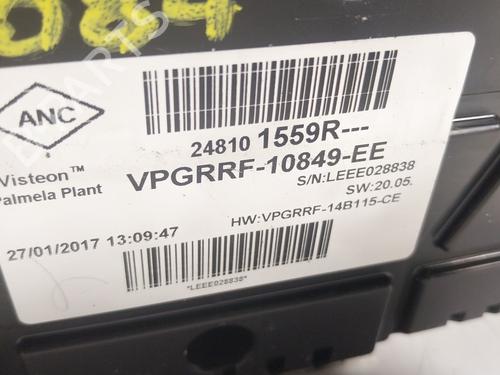 084
ANC
Visteon™
Palmela Plant
24810 1559R---
VPGRRF-10849-EE
S/N:LEEE028838
SW:20.05.
HW:VPGRRF-14B115-CE
27/01/2017 13:09:47
*LEEE028838*